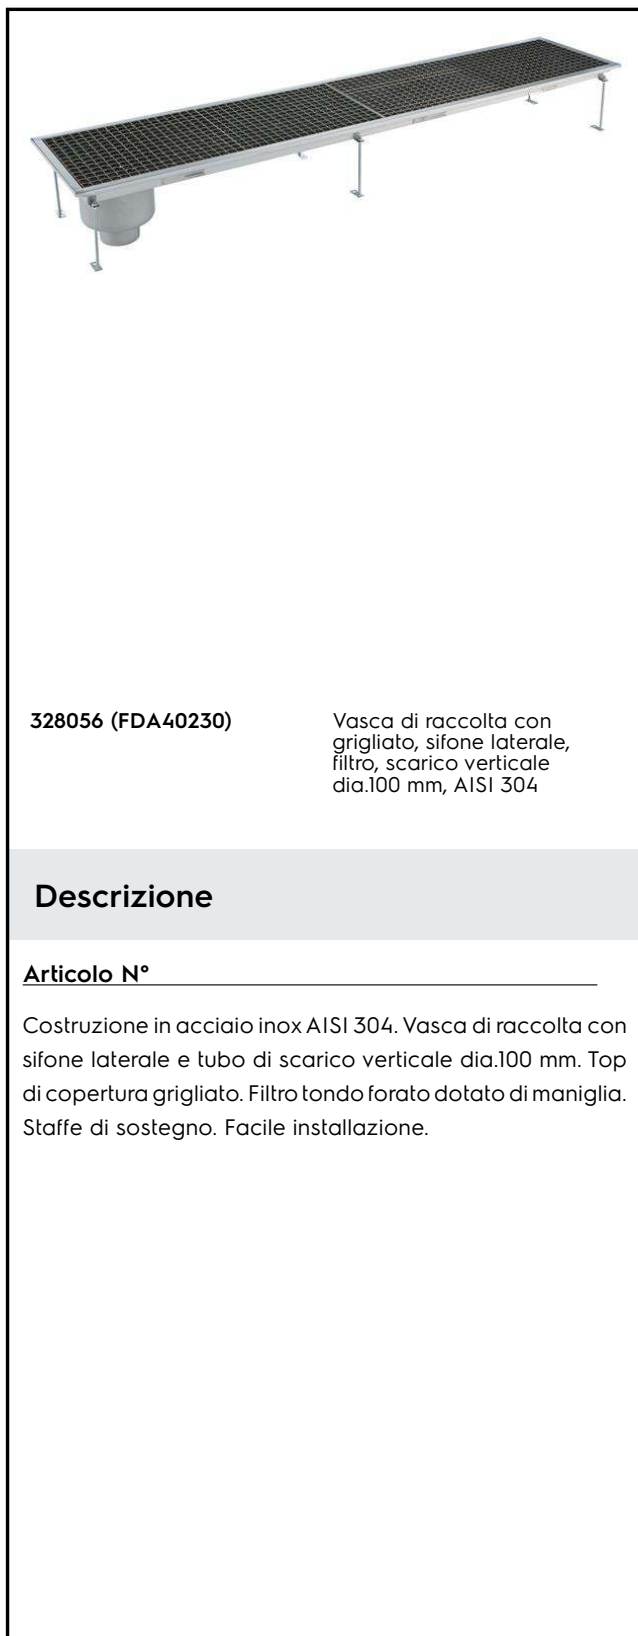 328056 (FDA40230)
Vasca di raccolta con
grigliato, sifone laterale,
filtro, scarico verticale
dia.100 mm, AISI 304
Descrizione
Articolo N°
Costruzione in acciaio inox AISI 304. Vasca di raccolta con
sifone laterale e tubo di scarico verticale dia.100 mm. Top
di copertura grigliato. Filtro tondo forato dotato di maniglia.
Staffe di sostegno. Facile installazione.